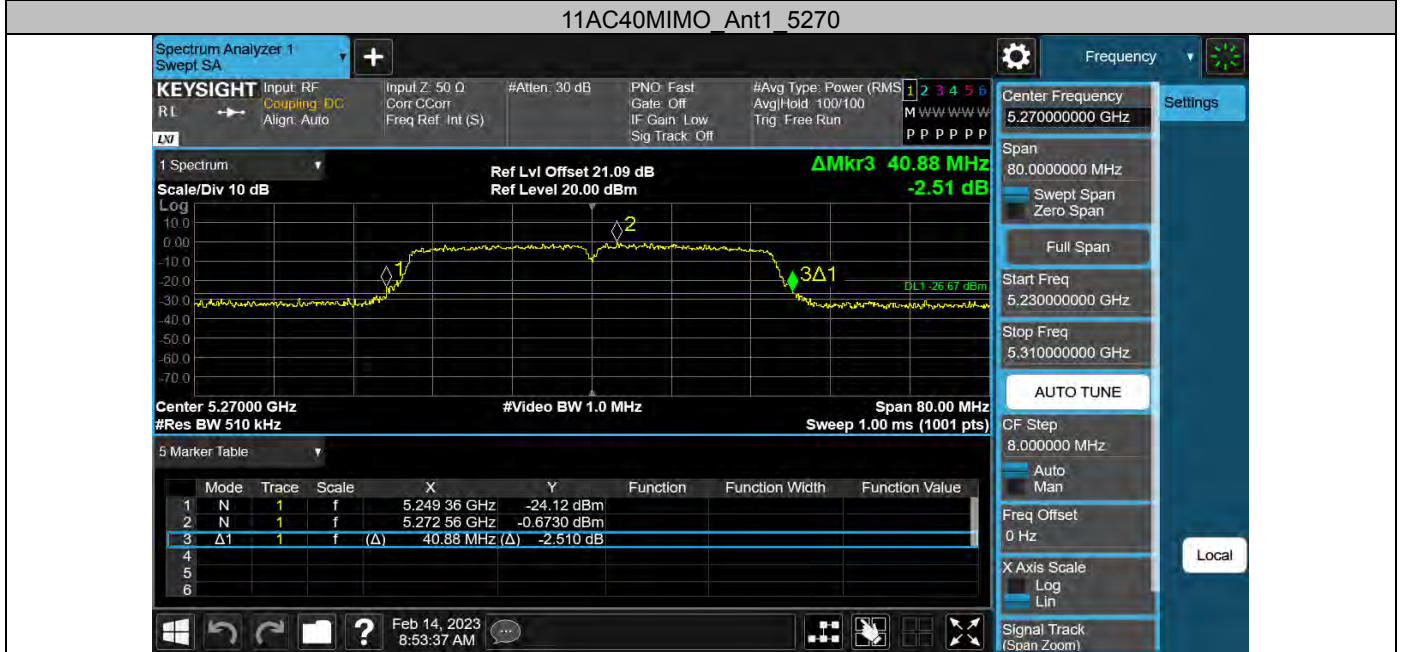 11AC40MIMO_Ant1_5270
Spectrum Analyzer 1
Swept SA
+
Frequency
KEYSIGHT
RL
LXI
Input: RF
Coupling: DC
Align: Auto
Input Z: 50 Ω
Corr CCorr
Freq Ref: Int (S)
#Atten: 30 dB
PNO: Fast
Gate: Off
IF Gain: Low
Sig Track: Off
#Avg Type: Power (RMS
Avg|Hold: 100/100
Trig: Free Run
1 2 3 4 5 6
M W W W W W
P P P P P P
Settings
1 Spectrum
Ref Lvl Offset 21.09 dB
ΔMkr3 40.88 MHz
Scale/Div 10 dB
Ref Level 20.00 dBm
-2.51 dB
Log
10.0
0.00
-10.0
-20.0
-30.0
-40.0
-50.0
-60.0
-70.0
1
2
3Δ1
DL1 -26.67 dBm
Center 5.27000 GHz
#Video BW 1.0 MHz
Span 80.00 MHz
#Res BW 510 kHz
Sweep 1.00 ms (1001 pts)
5 Marker Table
Mode Trace Scale X Y Function Function Width Function Value
1 N 1 f 5.249 36 GHz -24.12 dBm
2 N 1 f 5.272 56 GHz -0.6730 dBm
3 Δ1 1 f (Δ) 40.88 MHz (Δ) -2.510 dB
4
5
6
?
Feb 14, 2023
8:53:37 AM
Center Frequency
5.270000000 GHz
Span
80.0000000 MHz
Swept Span
Zero Span
Full Span
Start Freq
5.230000000 GHz
Stop Freq
5.310000000 GHz
AUTO TUNE
CF Step
8.000000 MHz
Auto
Man
Freq Offset
0 Hz
X Axis Scale
Log
Lin
Signal Track
(Span Zoom)
Local